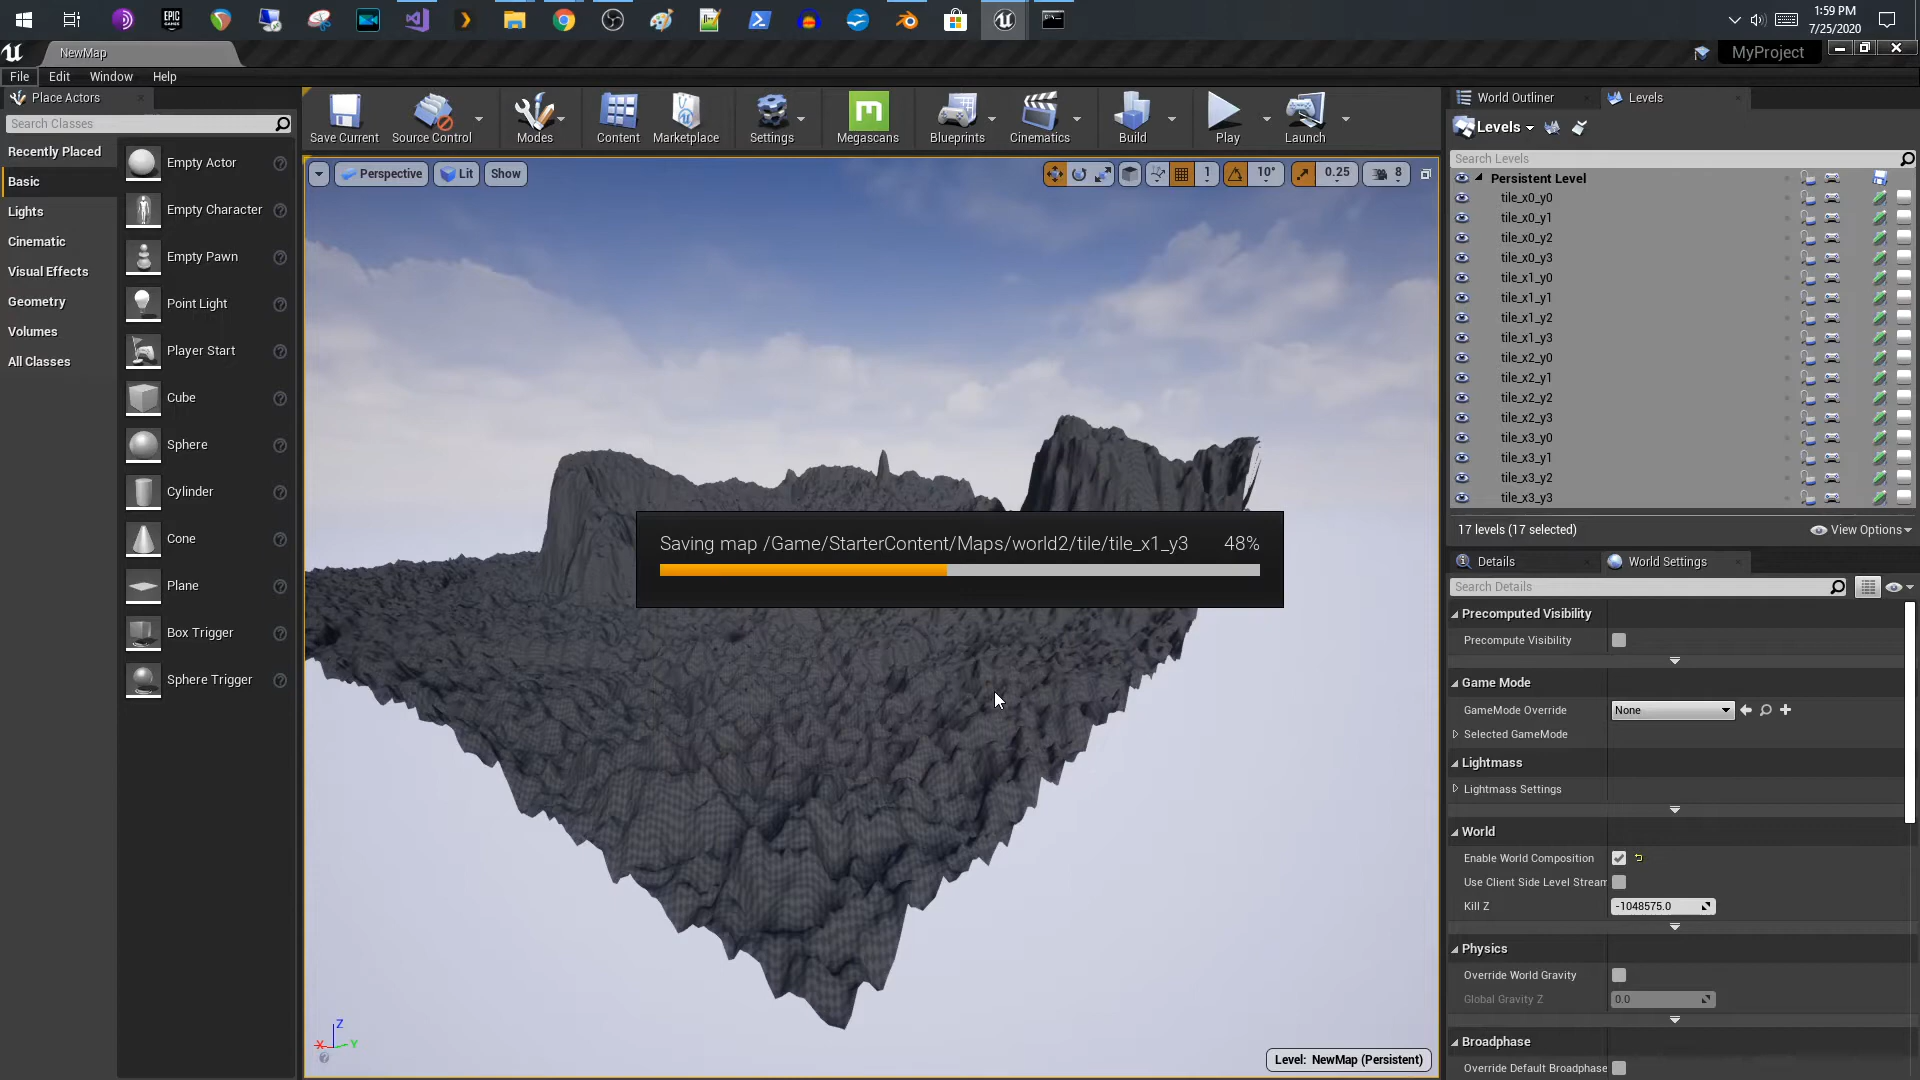 1:59 PM
7/25/2020
NewMap
MyProject
File
Edit
Window
Help
Place Actors
Search Classes
Recently Placed
Basic
Lights
Cinematic
Visual Effects
Geometry
Volumes
All Classes
Empty Actor
Empty Character
Empty Pawn
Point Light
Player Start
Cube
Sphere
Cylinder
Cone
Plane
Box Trigger
Sphere Trigger
Save Current
Source Control
Modes
Content
Marketplace
Settings
Megascans
Blueprints
Cinematics
Build
Play
Launch
Perspective
Lit
Show
1
10°
0.25
8
Saving map /Game/StarterContent/Maps/world2/tile/tile_x1_y3
48%
Z
X
Y
Level: NewMap (Persistent)
World Outliner
Levels
Levels
Search Levels
Persistent Level
tile_x0_y0
tile_x0_y1
tile_x0_y2
tile_x0_y3
tile_x1_y0
tile_x1_y1
tile_x1_y2
tile_x1_y3
tile_x2_y0
tile_x2_y1
tile_x2_y2
tile_x2_y3
tile_x3_y0
tile_x3_y1
tile_x3_y2
tile_x3_y3
17 levels (17 selected)
View Options
Details
World Settings
Search Details
Precomputed Visibility
Precompute Visibility
Game Mode
GameMode Override
None
Selected GameMode
Lightmass
Lightmass Settings
World
Enable World Composition
Use Client Side Level Stream
Kill Z
-1048575.0
Physics
Override World Gravity
Global Gravity Z
0.0
Broadphase
Override Default Broadphase